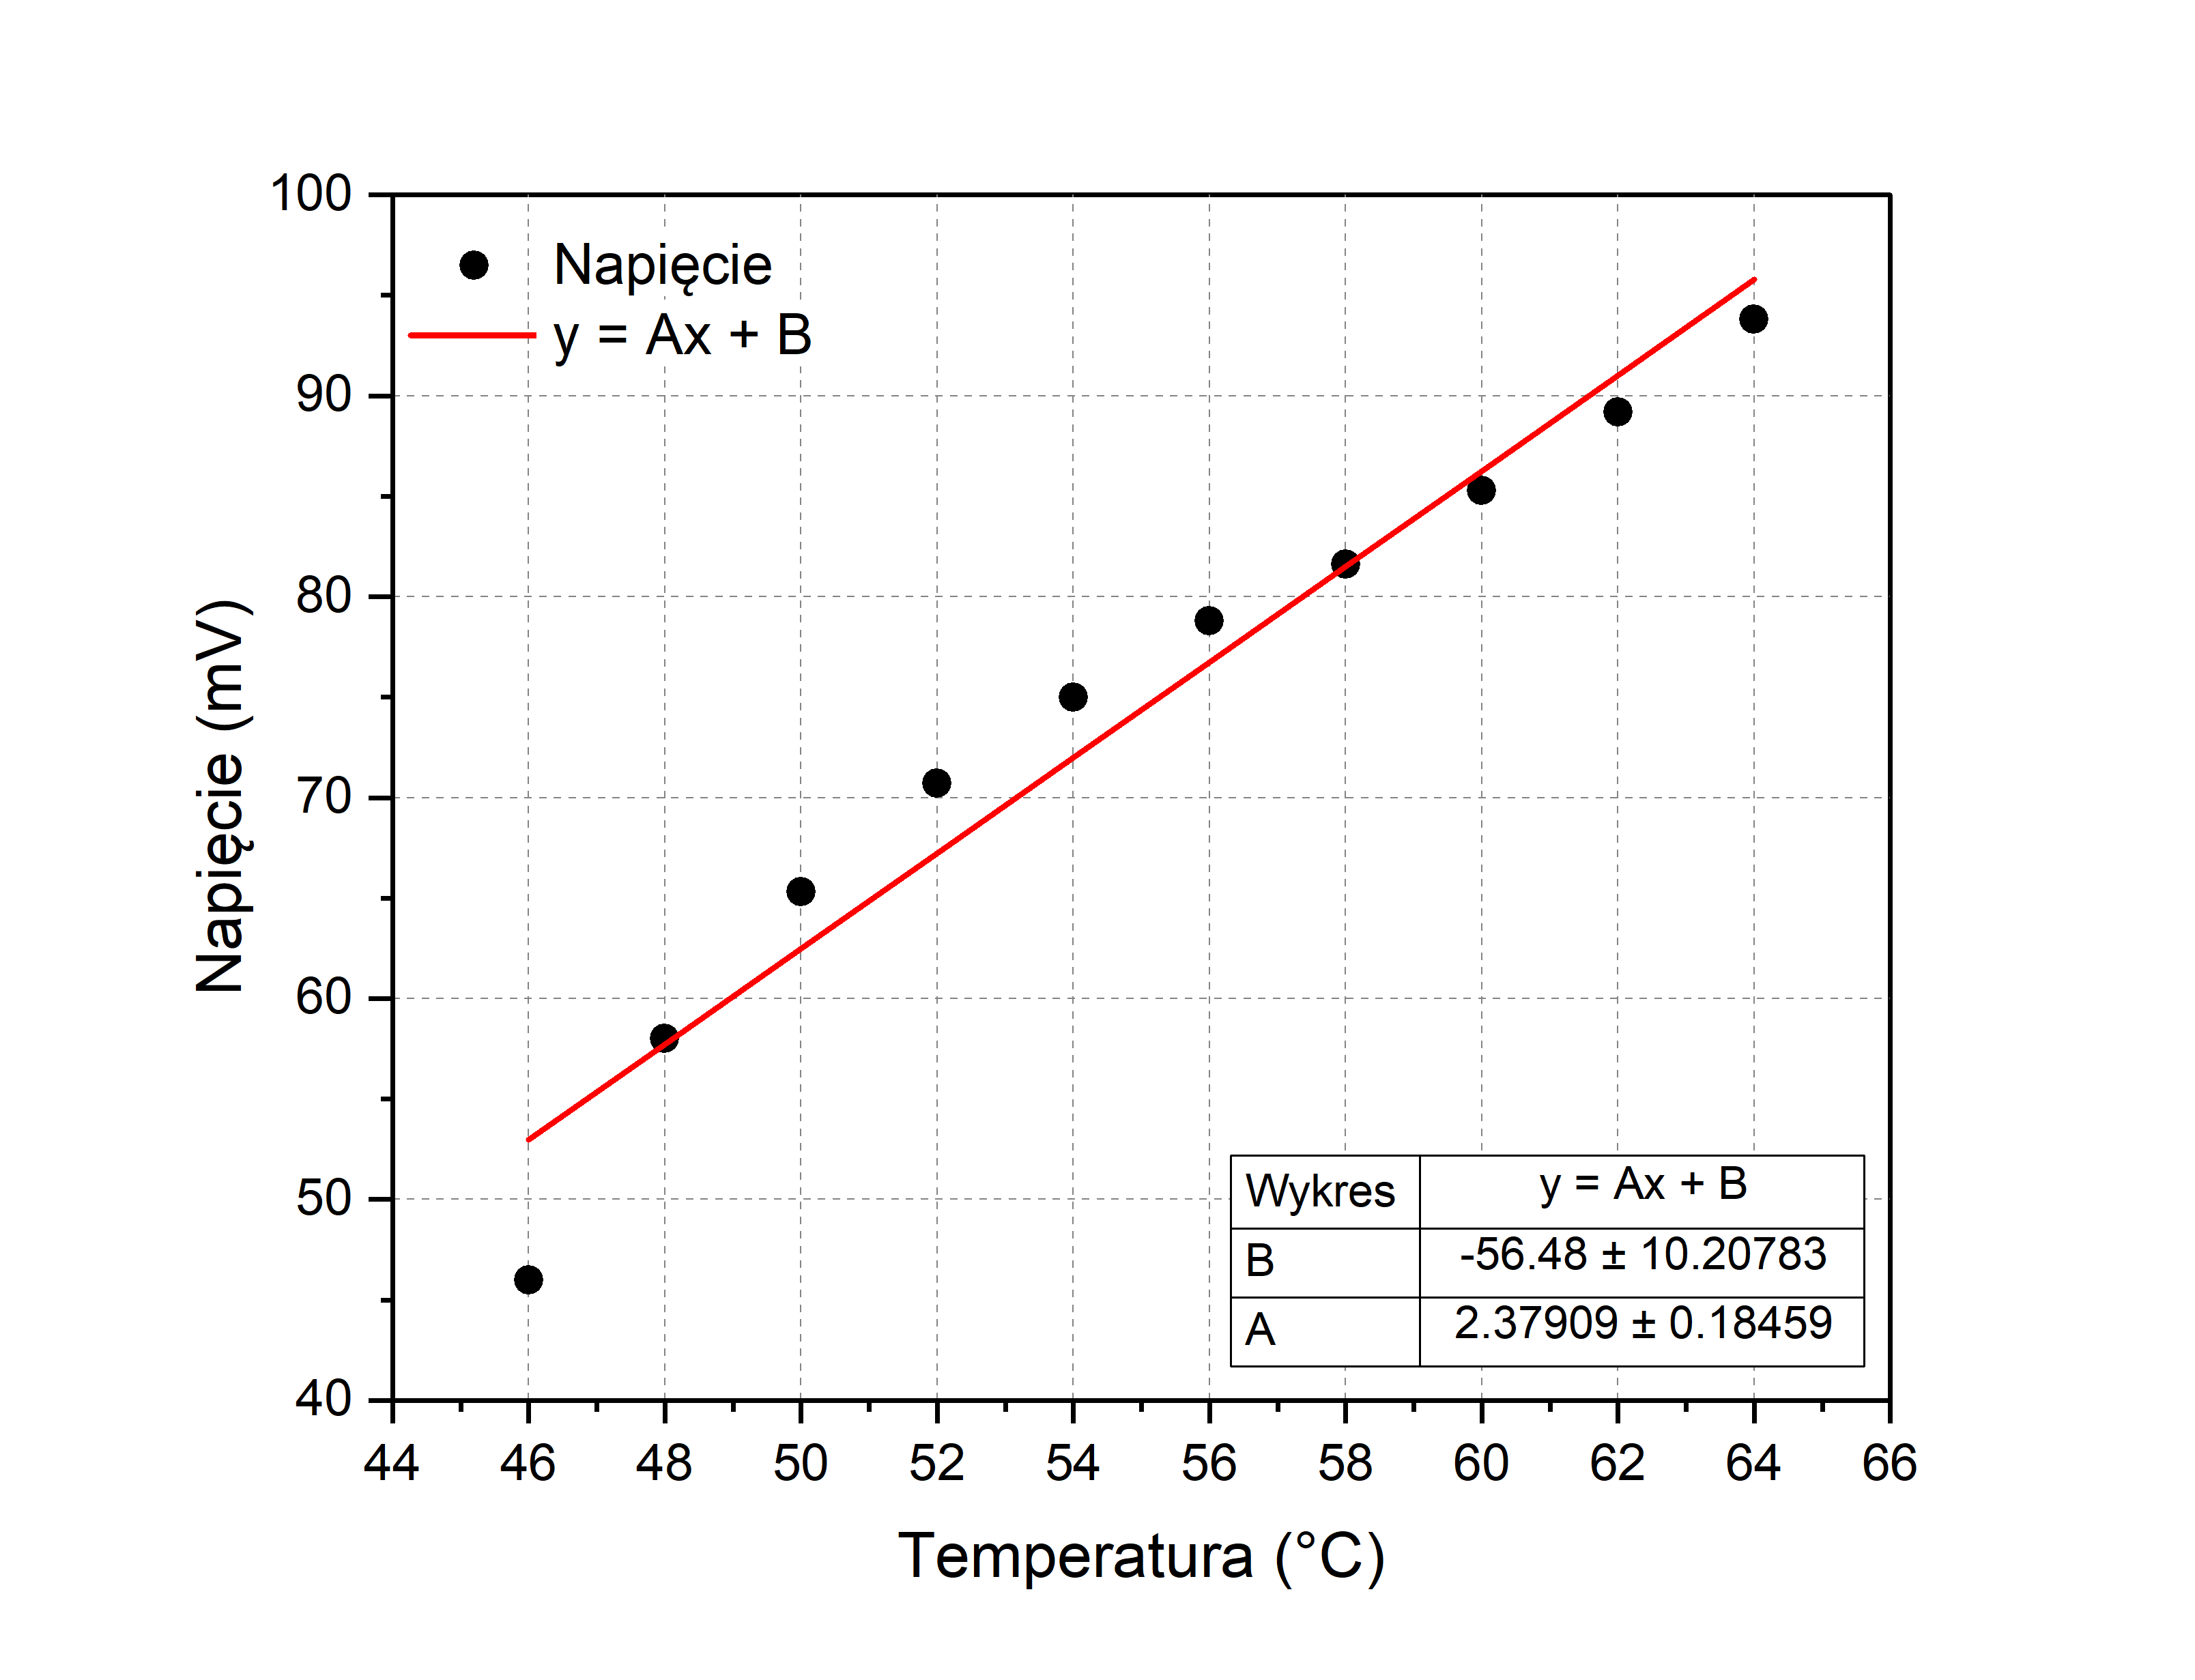 100
90
80
70
60
50
40
Napięcie (mV)
Napięcie
y = Ax + B
Wykres y = Ax + B
B -56.48 ± 10.20783
A 2.37909 ± 0.18459
44 46 48 50 52 54 56 58 60 62 64 66
Temperatura (°C)